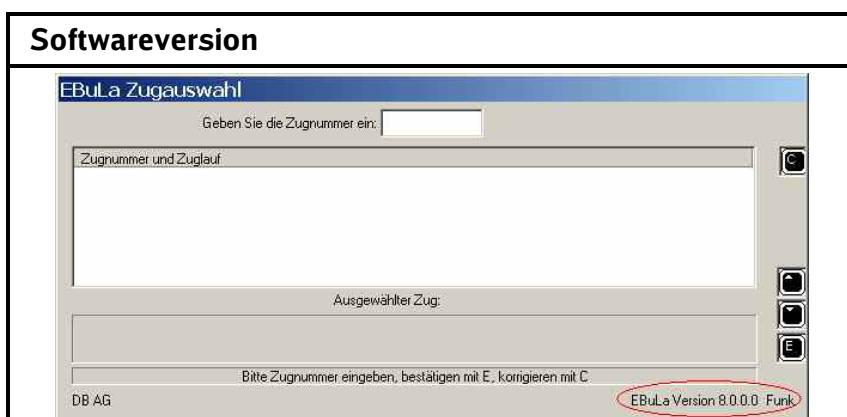 Softwareversion
EBuLa Zugauswahl
Geben Sie die Zugnummer ein:
Zugnummer und Zuglauf
C
Ausgewählter Zug:
E
Bitte Zugnummer eingeben, bestätigen mit E, korrigieren mit C
DB AG EBuLa Version 8.0.0.0 Funk